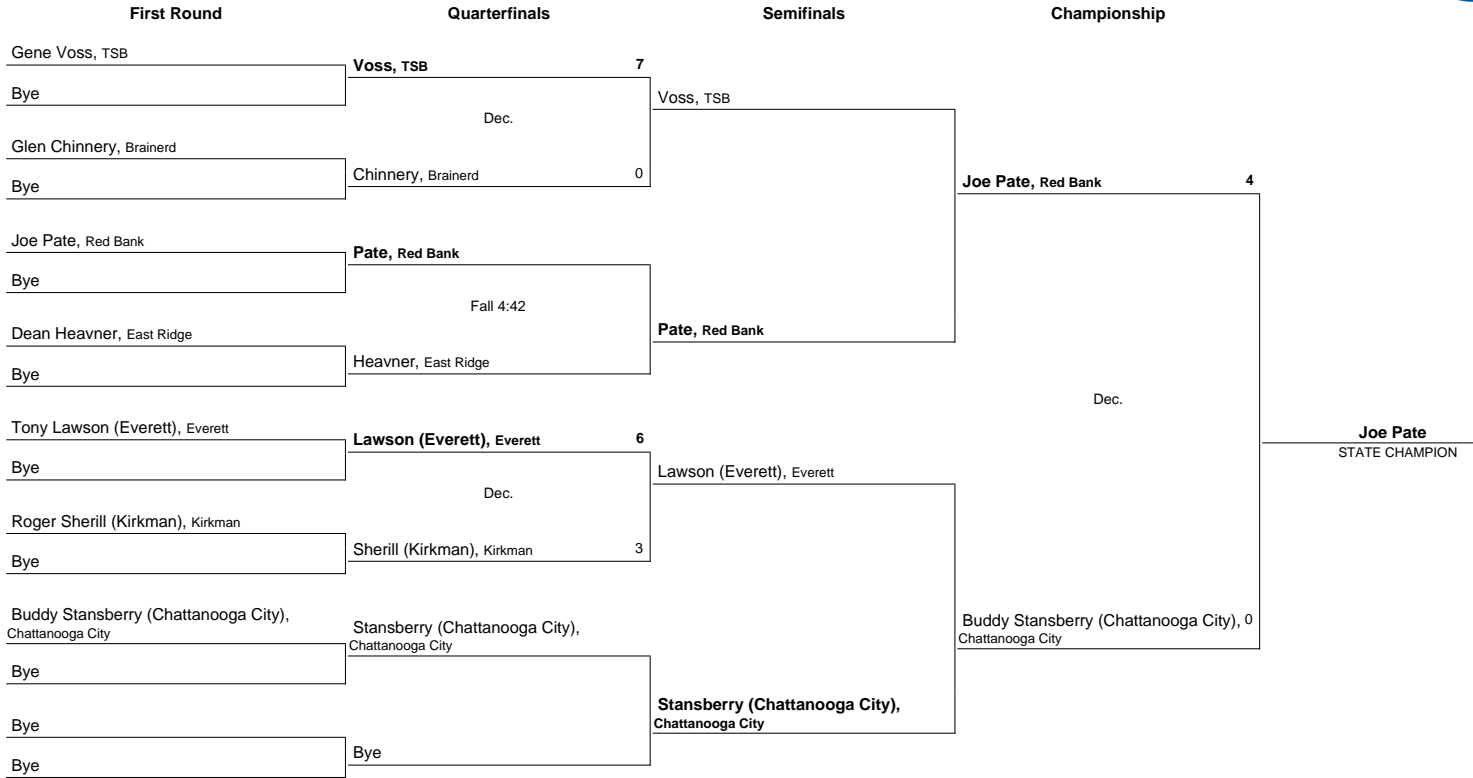 First Round
Quarterfinals
Semifinals
Championship
Gene Voss, TSB
Bye
Glen Chinnery, Brainerd
Bye
Joe Pate, Red Bank
Bye
Dean Heavner, East Ridge
Bye
Tony Lawson (Everett), Everett
Bye
Roger Sherill (Kirkman), Kirkman
Bye
Buddy Stansberry (Chattanooga City),
Chattanooga City
Bye
Bye
Bye
Voss, TSB 7
Dec.
Chinnery, Brainerd 0
Pate, Red Bank
Fall 4:42
Heavner, East Ridge
Lawson (Everett), Everett 6
Dec.
Sherill (Kirkman), Kirkman 3
Stansberry (Chattanooga City),
Chattanooga City
Bye
Voss, TSB
Pate, Red Bank
Lawson (Everett), Everett
Stansberry (Chattanooga City),
Chattanooga City
Joe Pate, Red Bank 4
Dec.
Buddy Stansberry (Chattanooga City), 0
Chattanooga City
Joe Pate
STATE CHAMPION